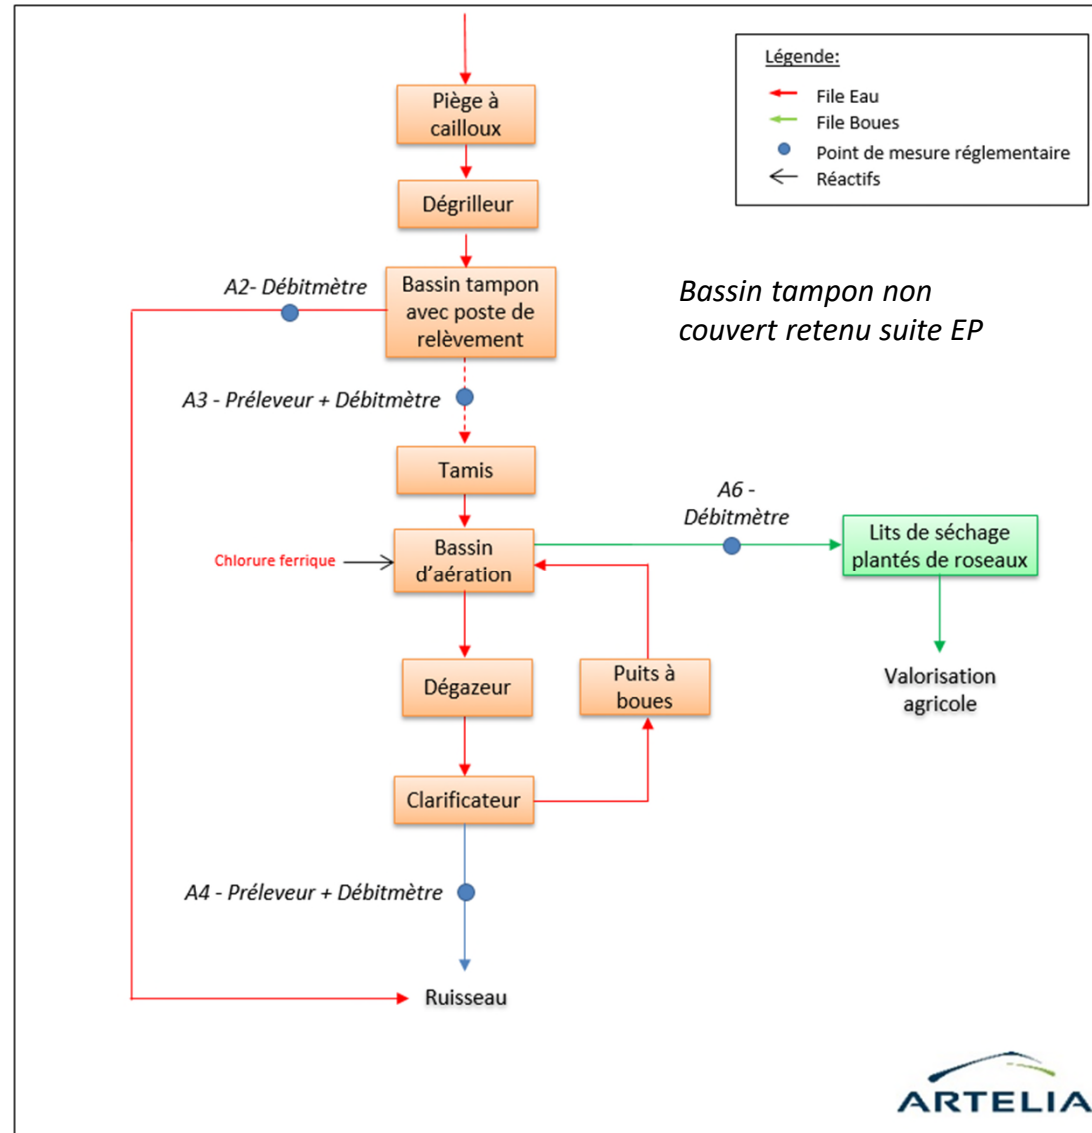 Légende:
File Eau
File Boues
Point de mesure réglementaire
Réactifs
Piège à
cailloux
Dégrilleur
A2- Débitmètre
Bassin tampon
avec poste de
relèvement
Bassin tampon non
couvert retenu suite EP
A3 - Préleveur + Débitmètre
Tamis
A6 -
Débitmètre
Chlorure ferrique
Bassin
d'aération
Lits de séchage
plantés de roseaux
Dégazeur
Puits à
boues
Valorisation
agricole
Clarificateur
A4 - Préleveur + Débitmètre
Ruisseau
ARTELIA